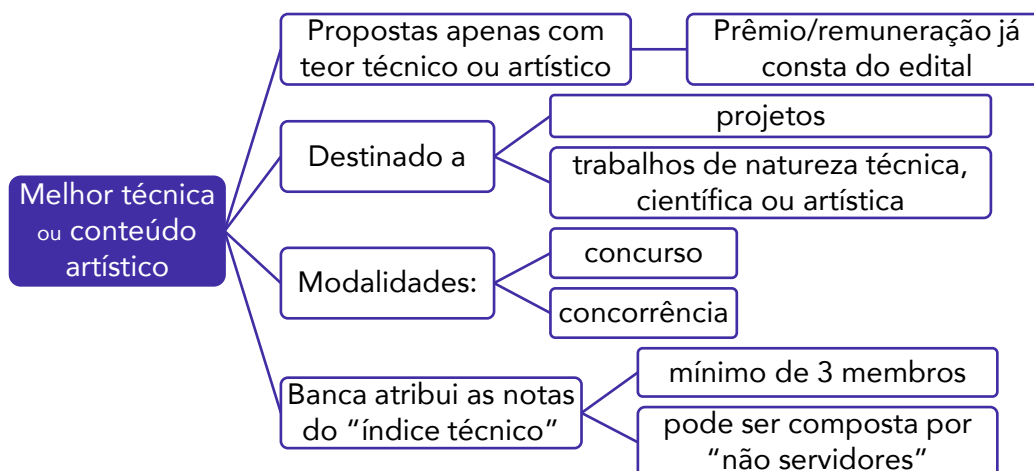 Propostas apenas com
teor técnico ou artístico
Prêmio/remuneração já
consta do edital
Destinado a
projetos
trabalhos de natureza técnica,
científica ou artística
Melhor técnica
ou conteúdo
artístico
Modalidades:
concurso
concorrência
Banca atribui as notas
do “índice técnico”
mínimo de 3 membros
pode ser composta por
“não servidores”